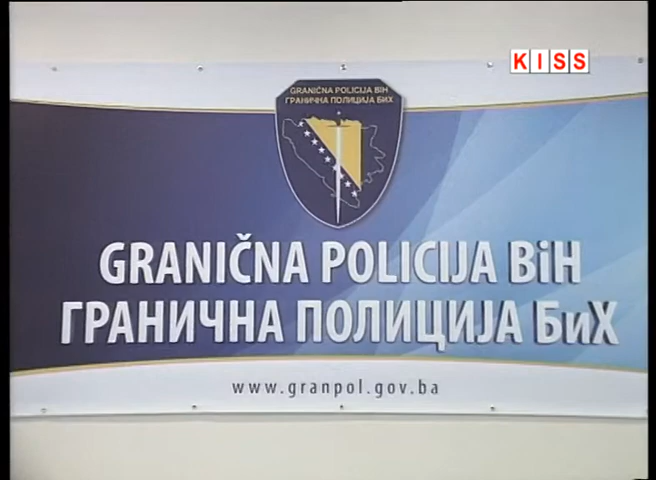 KISS
GRANIČNA POLICIJA BiH
ГРАНИЧНА ПОЛИЦИЈА БИХ
GRANIČNA POLICIJA BiH
ГРАНИЧНА ПОЛИЦИЈА БиХ
www.granpol.gov.ba